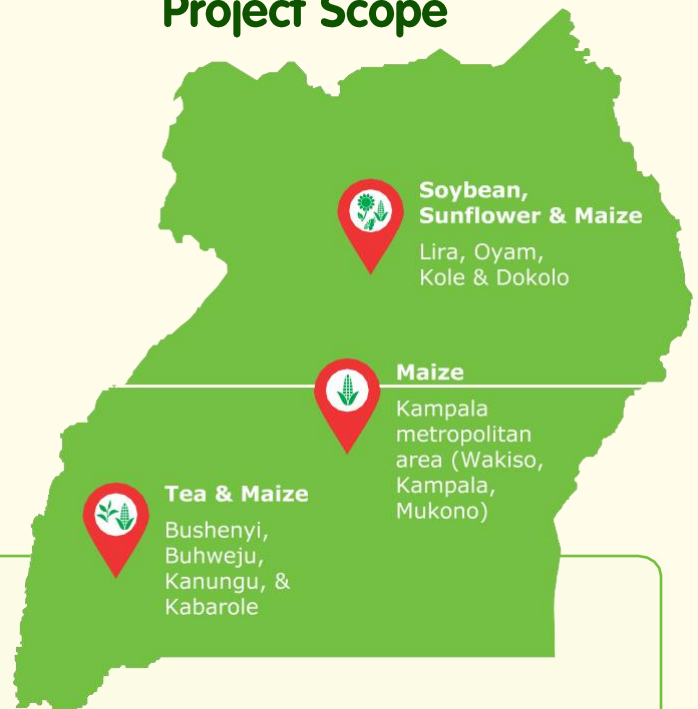 Project Scope
Soybean,
Sunflower & Maize
Lira, Oyam,
Kole & Dokolo
Maize
Kampala
metropolitan
area (Wakiso,
Kampala,
Mukono)
Tea & Maize
Bushenyi,
Buhweju,
Kanungu, &
Kabarole